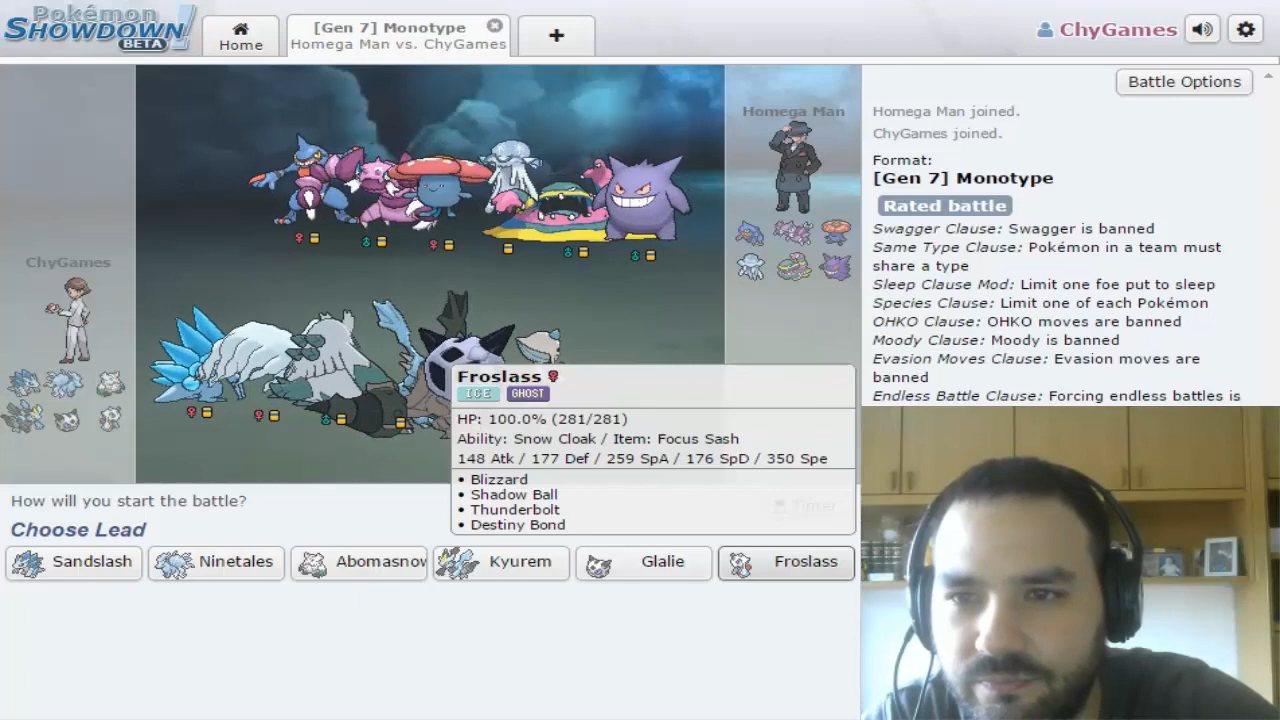 Pokémon
SHOWDOWN!
BETA
Home
[Gen 7] Monotype
Homega Man vs. ChyGames
+
ChyGames
Battle Options
Homega Man joined.
ChyGames joined.
Format:
[Gen 7] Monotype
Rated battle
Swagger Clause: Swagger is banned
Same Type Clause: Pokémon in a team must
share a type
Sleep Clause Mod: Limit one foe put to sleep
Species Clause: Limit one of each Pokémon
OHKO Clause: OHKO moves are banned
Moody Clause: Moody is banned
Evasion Moves Clause: Evasion moves are
banned
Endless Battle Clause: Forcing endless battles is
Homega Man
ChyGames
Froslass
ICE GHOST
HP: 100.0% (281/281)
Ability: Snow Cloak / Item: Focus Sash
148 Atk / 177 Def / 259 SpA / 176 SpD / 350 Spe
• Blizzard
• Shadow Ball
• Thunderbolt
• Destiny Bond
How will you start the battle?
Timer
Choose Lead
Sandslash
Ninetales
Abomasnow
Kyurem
Glalie
Froslass